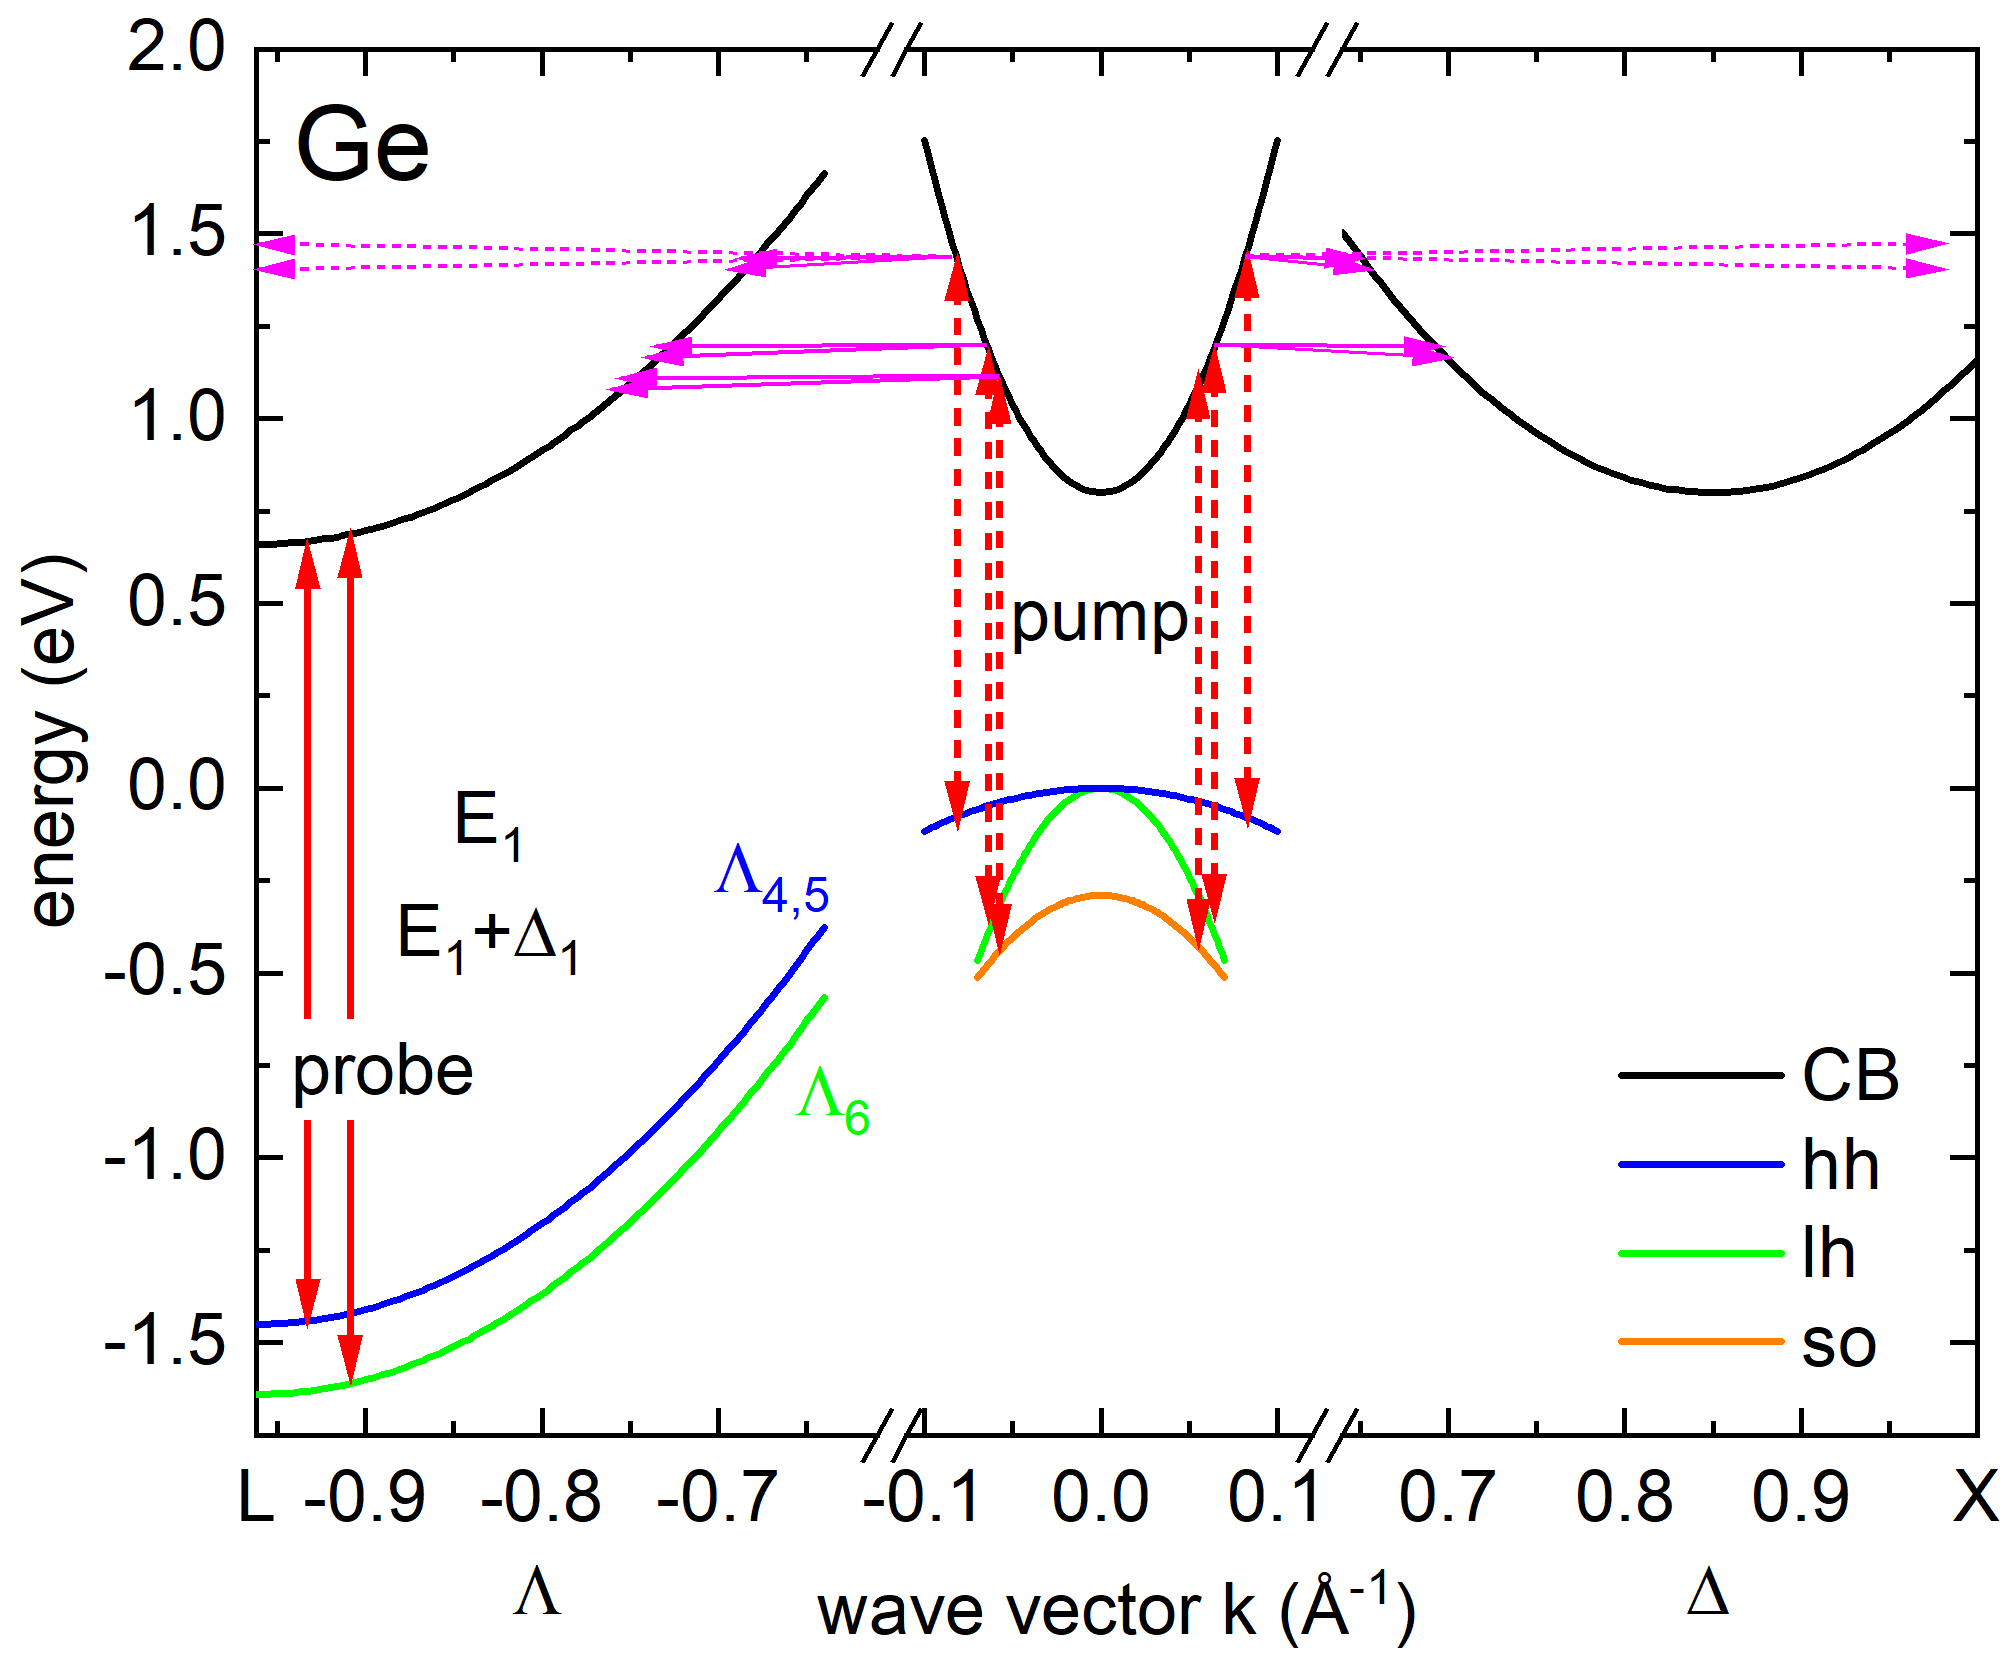 Ge
2.0
1.5
1.0
0.5
0.0
-0.5
-1.0
-1.5
energy (eV)
pump
E₁
E₁+Δ₁
Λ₄,₅
probe
Λ₆
CB
hh
lh
so
L -0.9 -0.8 -0.7 -0.1 0.0 0.1 0.7 0.8 0.9 X
Λ wave vector k (Å⁻¹) Δ